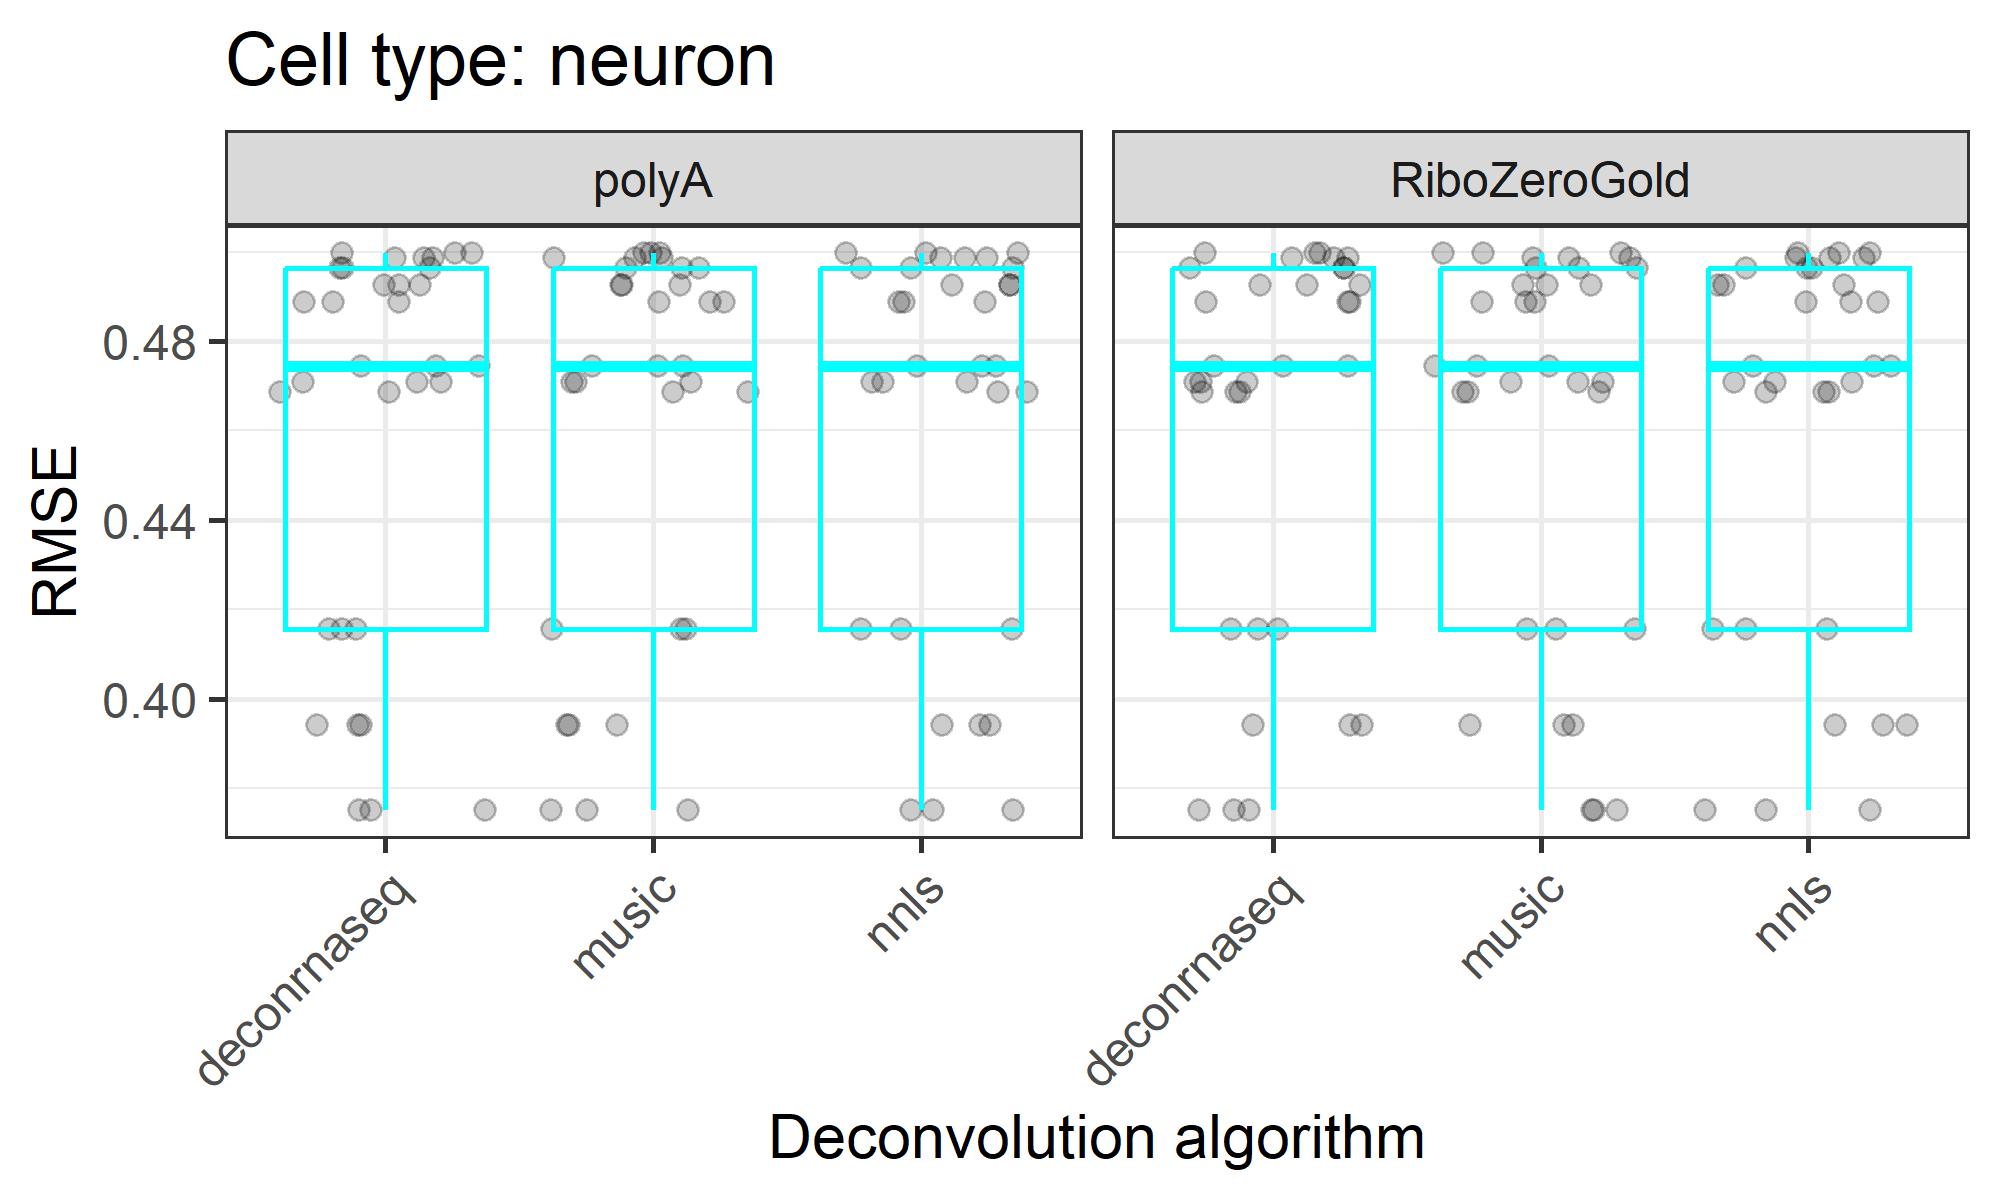 Cell type: neuron
polyA
RiboZeroGold
RMSE
0.48
0.44
0.40
deconrnaseq
music
nnls
deconrnaseq
music
nnls
Deconvolution algorithm